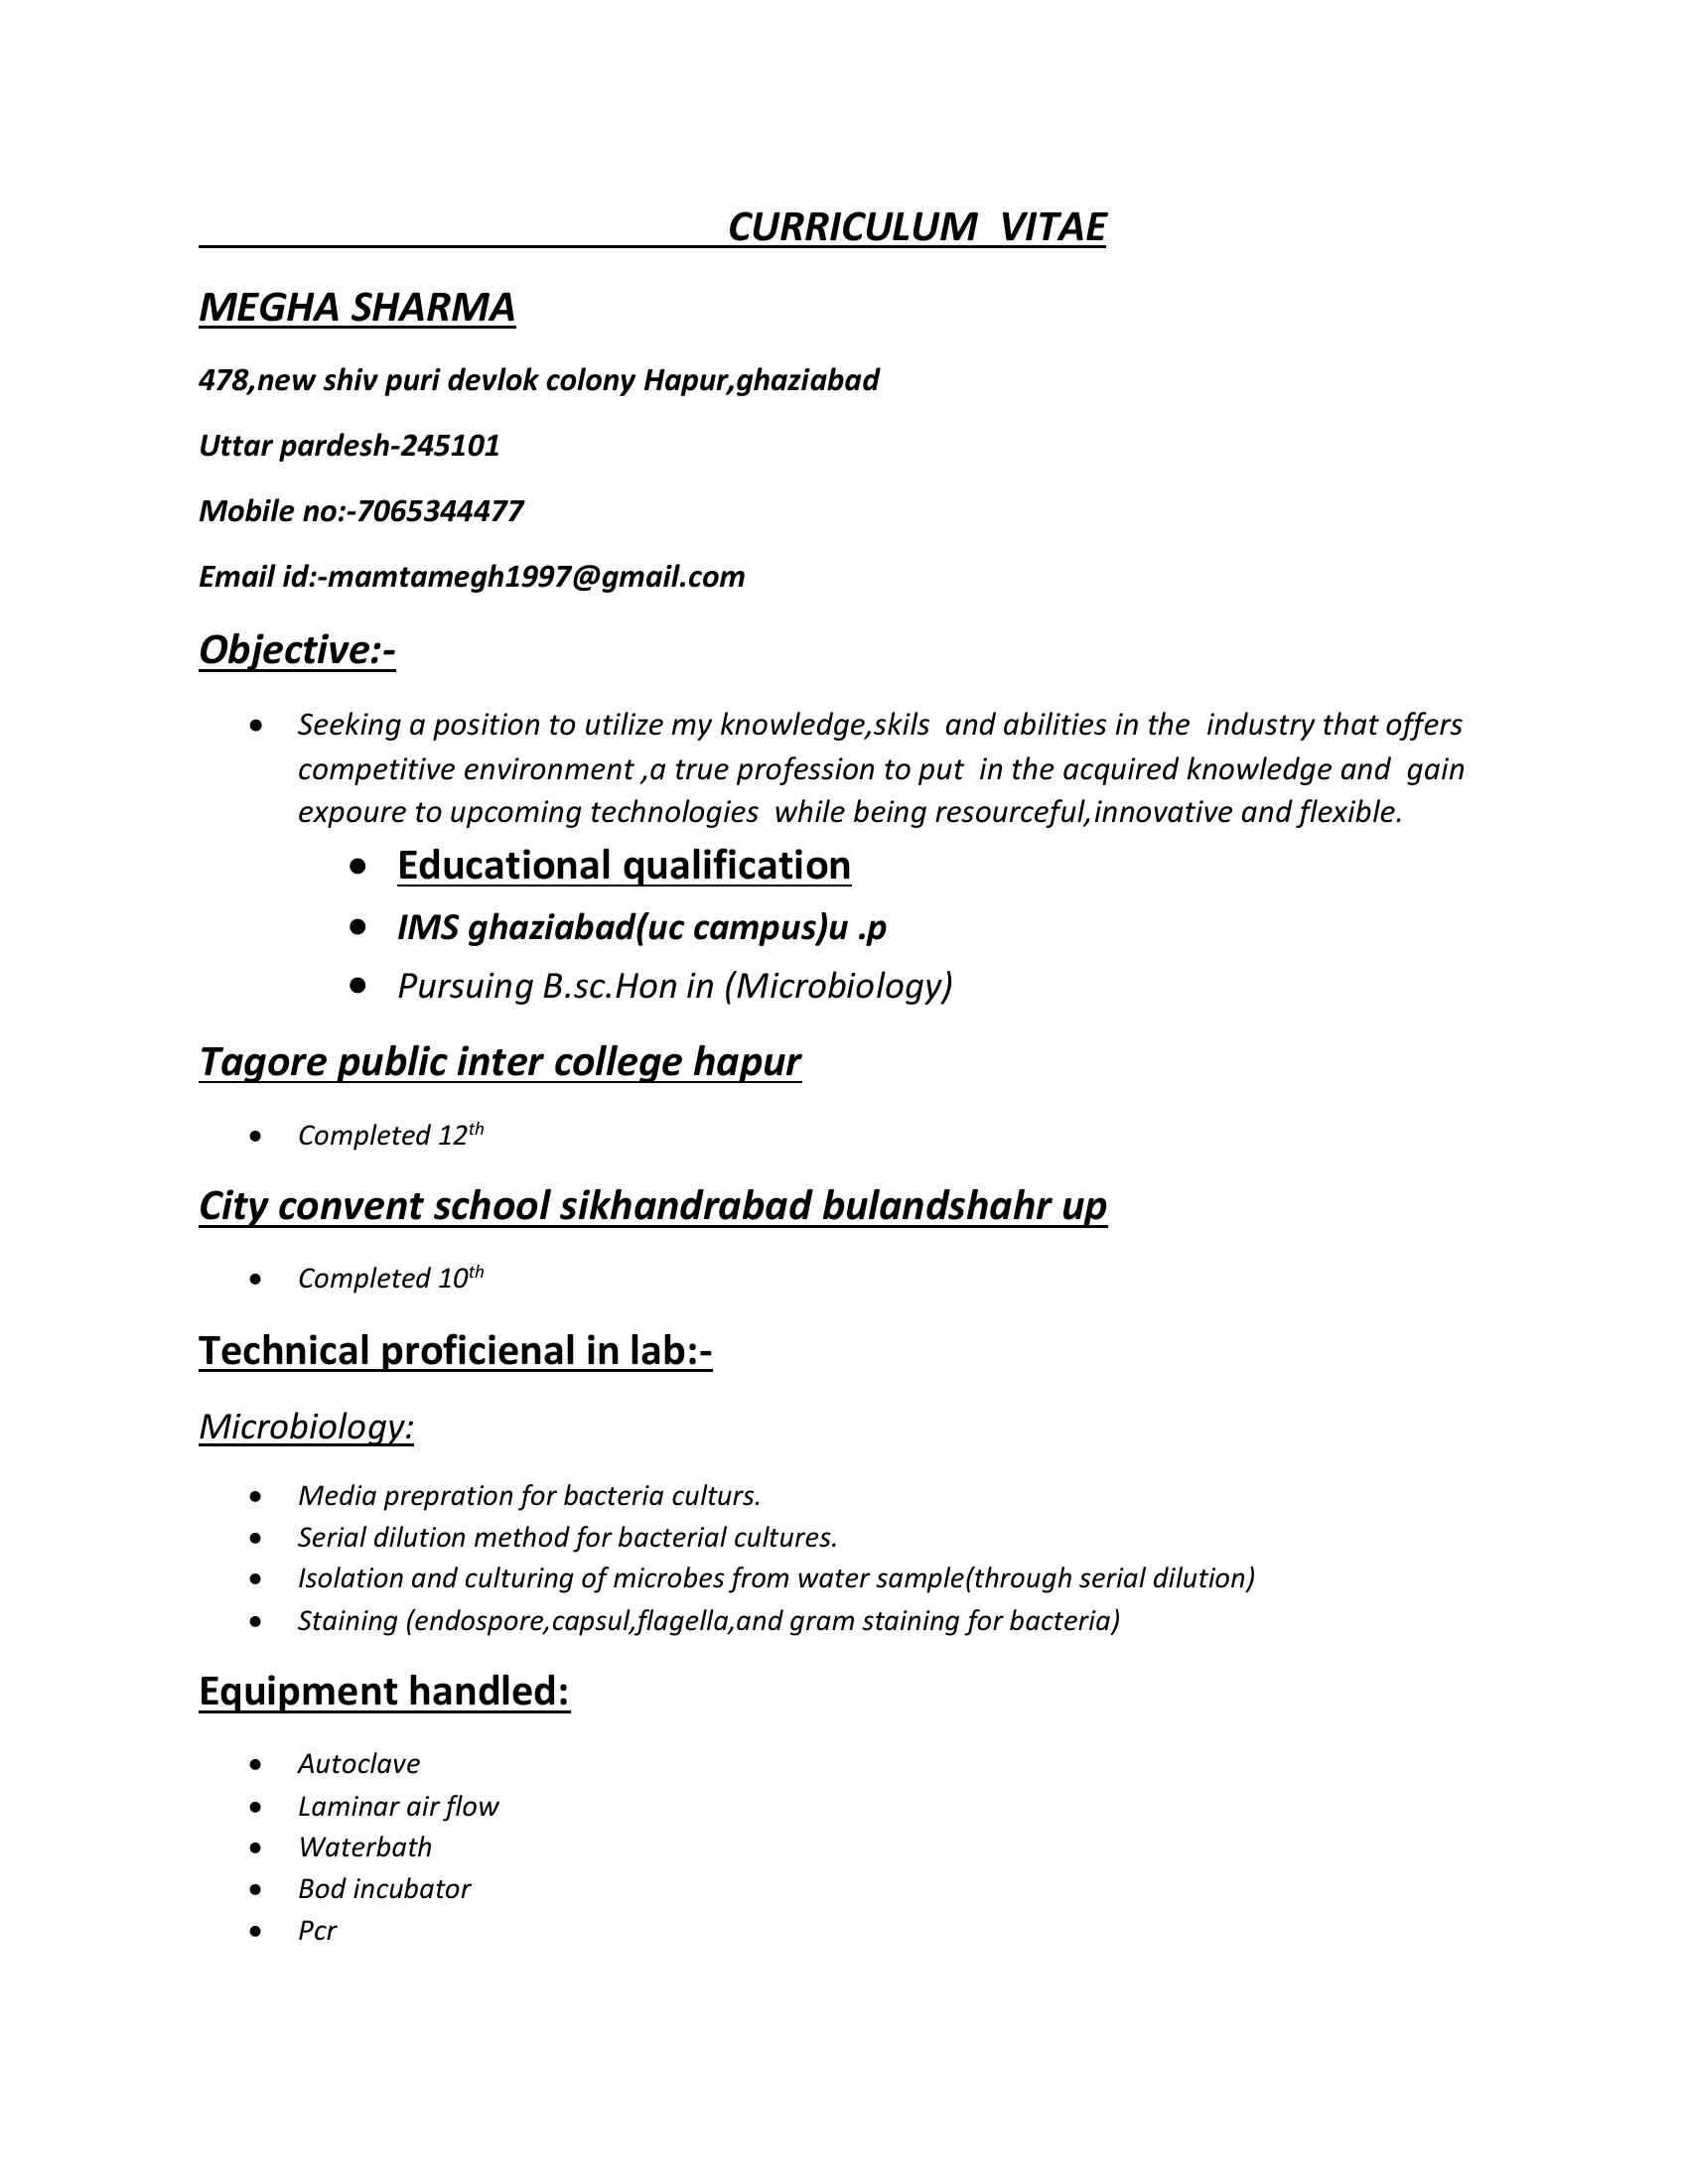 CURRICULUM  VITAE
MEGHA SHARMA
478,new shiv puri devlok colony Hapur,ghaziabad
Uttar pardesh-245101
Mobile no:-7065344477
Email id:-mamtamegh1997@gmail.com
Objective:-
• Seeking a position to utilize my knowledge,skils  and abilities in the  industry that offers
competitive environment ,a true profession to put  in the acquired knowledge and  gain
expoure to upcoming technologies  while being resourceful,innovative and flexible.
• Educational qualification
• IMS ghaziabad(uc campus)u .p
• Pursuing B.sc.Hon in (Microbiology)
Tagore public inter college hapur
• Completed 12th
City convent school sikhandrabad bulandshahr up
• Completed 10th
Technical proficienal in lab:-
Microbiology:
• Media prepration for bacteria culturs.
• Serial dilution method for bacterial cultures.
• Isolation and culturing of microbes from water sample(through serial dilution)
• Staining (endospore,capsul,flagella,and gram staining for bacteria)
Equipment handled:
• Autoclave
• Laminar air flow
• Waterbath
• Bod incubator
• Pcr